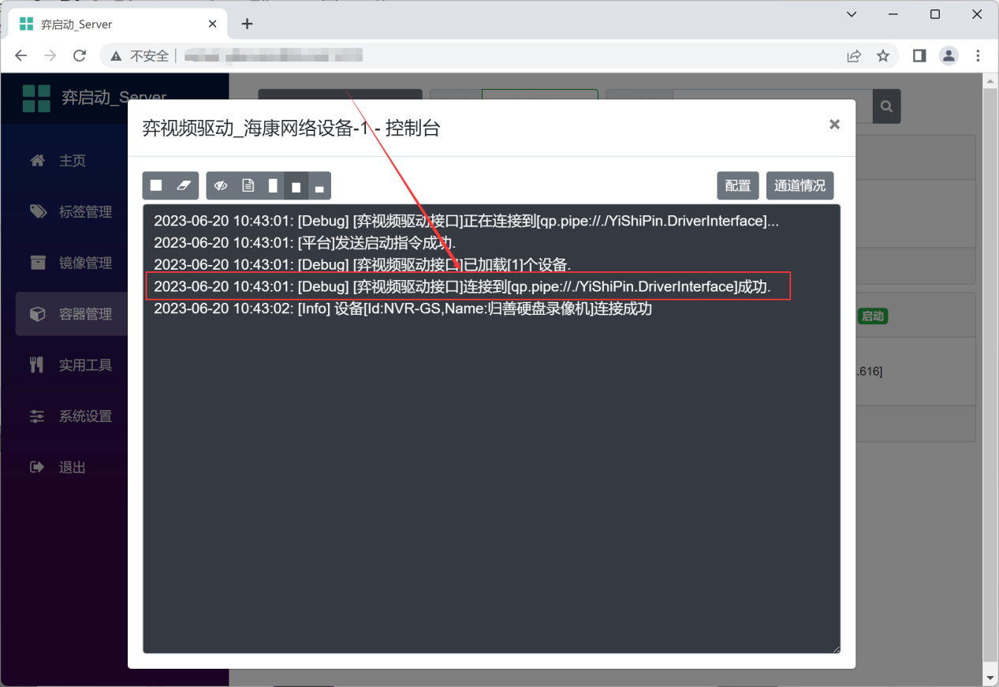 弈启动_Server
不安全
弈启动_Server
弈视频驱动_海康网络设备-1 - 控制台
主页
标签管理
镜像管理
容器管理
实用工具
系统设置
退出
配置
通道情况
2023-06-20 10:43:01: [Debug] [弈视频驱动接口]正在连接到[qp.pipe://./YiShiPin.DriverInterface]...
2023-06-20 10:43:01: [平台]发送启动指令成功.
2023-06-20 10:43:01: [Debug] [弈视频驱动接口]已加载[1]个设备.
2023-06-20 10:43:01: [Debug] [弈视频驱动接口]连接到[qp.pipe://./YiShiPin.DriverInterface]成功.
2023-06-20 10:43:02: [Info] 设备[Id:NVR-GS,Name:归善硬盘录像机]连接成功
启动
.616]